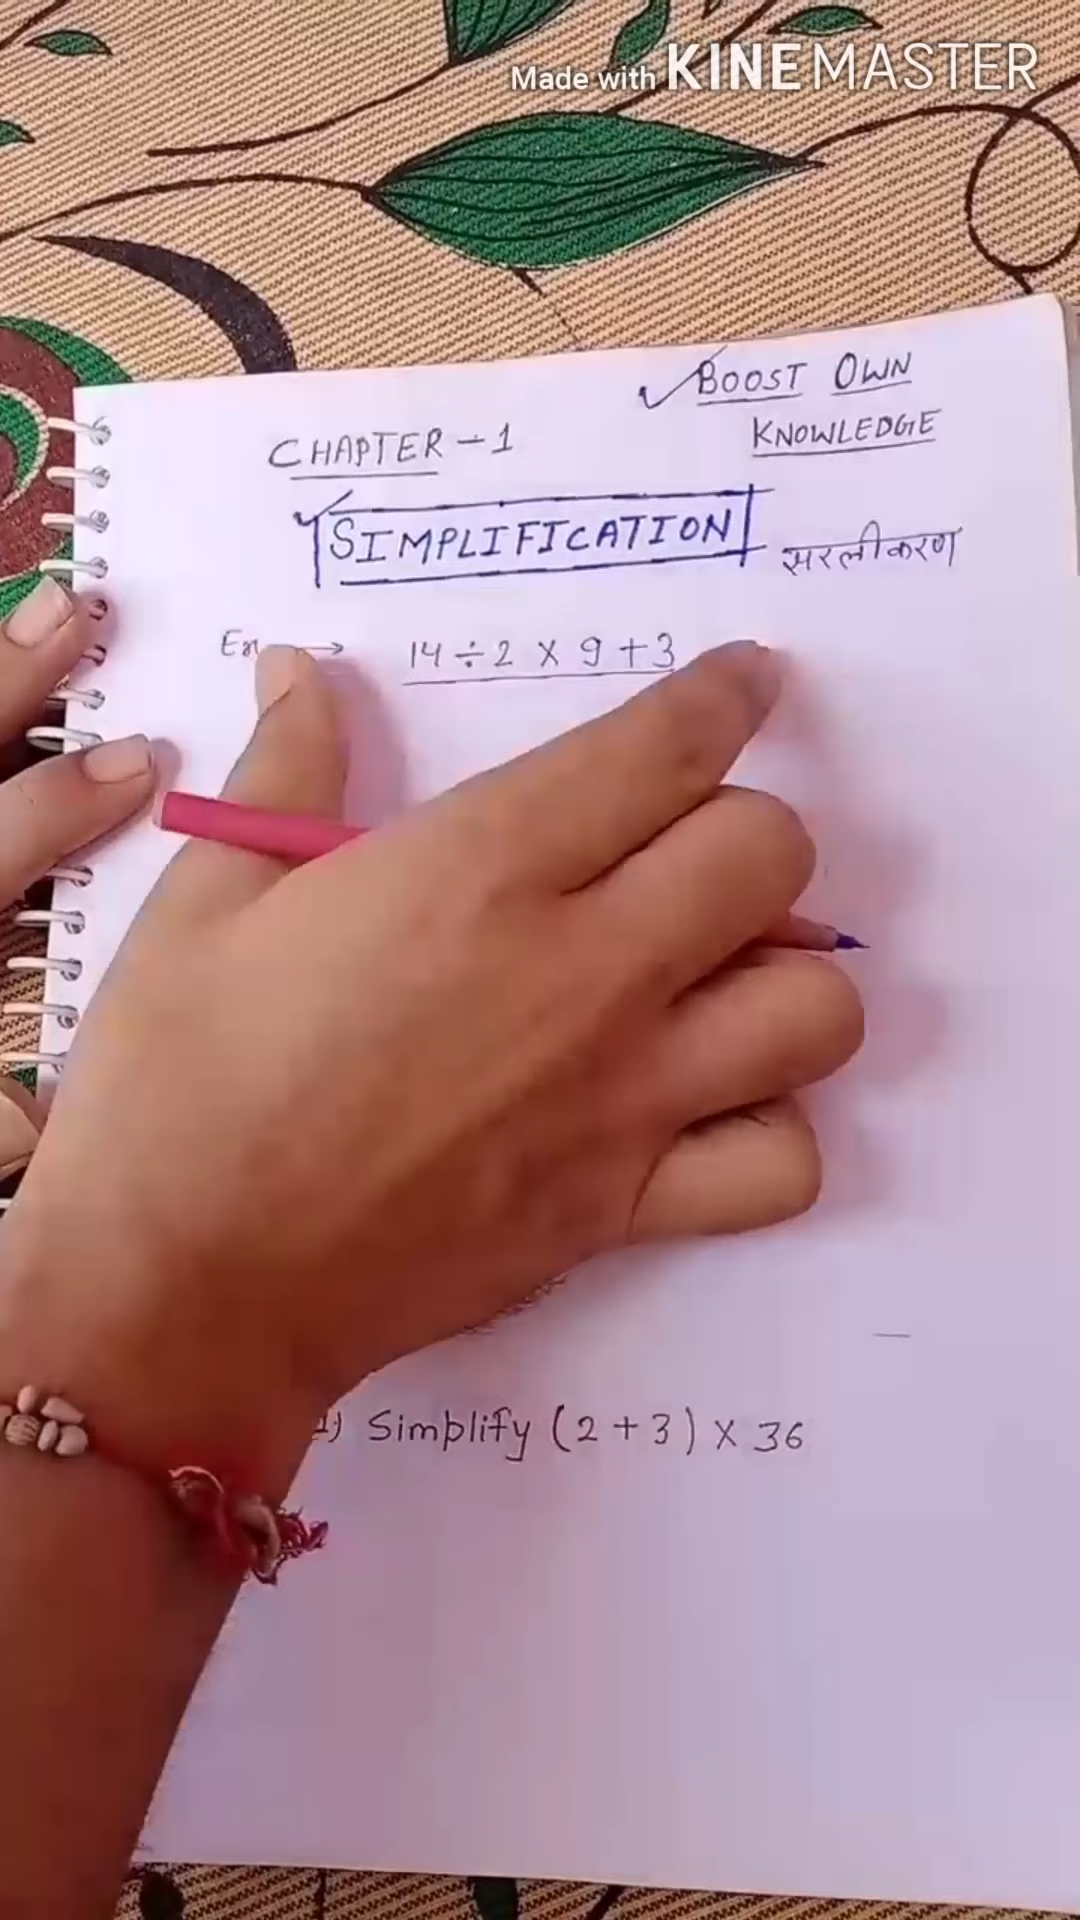 Made with KINEMASTER
BOOST OWN
KNOWLEDGE
CHAPTER - 1
SIMPLIFICATION
सरलीकरण
Ex → 14 ÷ 2 × 9 + 3
1) Simplify (2 + 3) × 36